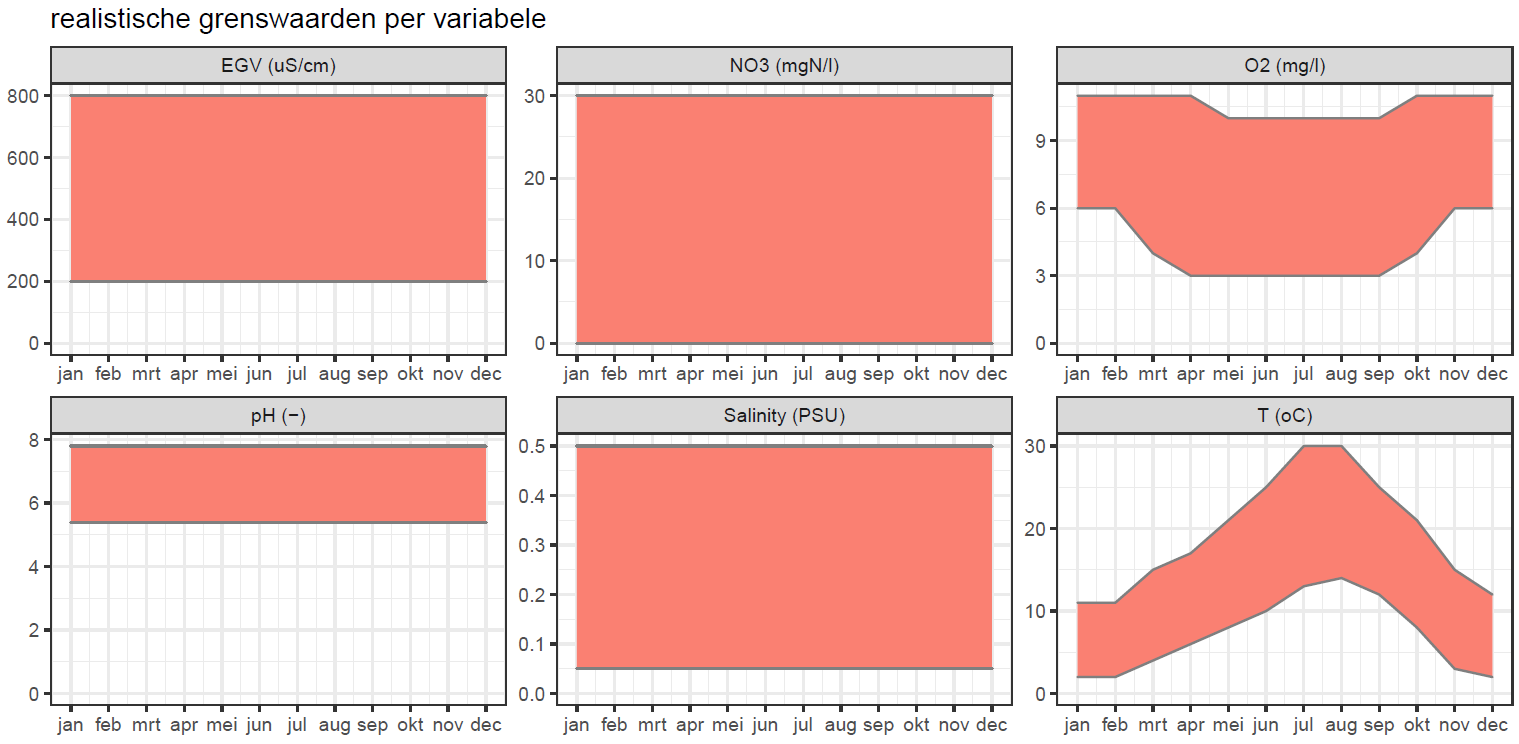 realistische grenswaarden per variabele
EGV (uS/cm)
800
600
400
200
0
jan feb mrt apr mei jun jul aug sep okt nov dec
NO3 (mgN/l)
30
20
10
0
jan feb mrt apr mei jun jul aug sep okt nov dec
O2 (mg/l)
9
6
3
0
jan feb mrt apr mei jun jul aug sep okt nov dec
pH (−)
8
6
4
2
0
jan feb mrt apr mei jun jul aug sep okt nov dec
Salinity (PSU)
0.5
0.4
0.3
0.2
0.1
0.0
jan feb mrt apr mei jun jul aug sep okt nov dec
T (oC)
30
20
10
0
jan feb mrt apr mei jun jul aug sep okt nov dec